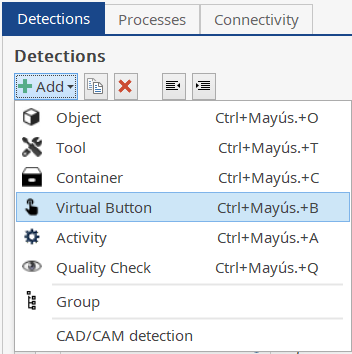 Detections Processes Connectivity
Detections
Add
Object Ctrl+Mayús.+O
Tool Ctrl+Mayús.+T
Container Ctrl+Mayús.+C
Virtual Button Ctrl+Mayús.+B
Activity Ctrl+Mayús.+A
Quality Check Ctrl+Mayús.+Q
Group
CAD/CAM detection